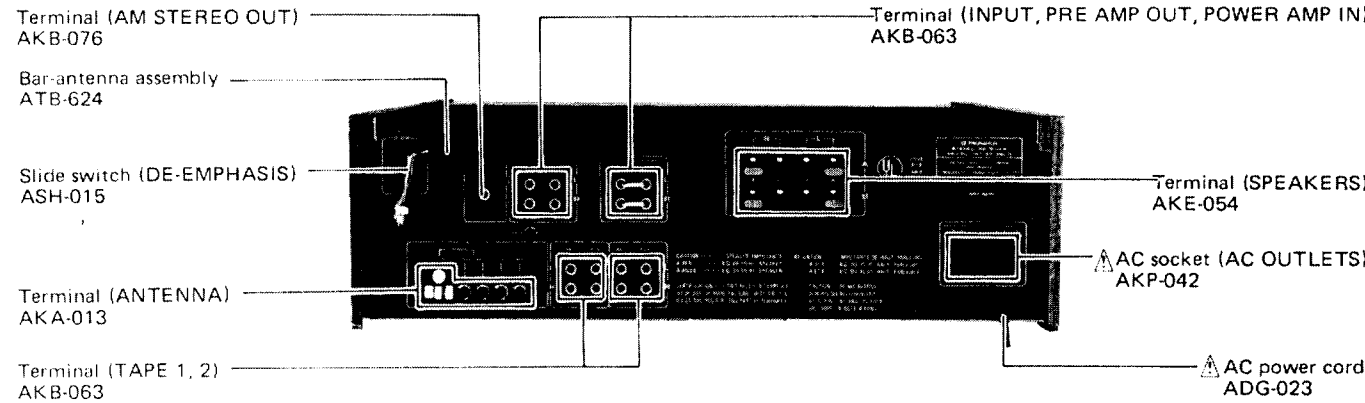 Terminal (AM STEREO OUT)
AKB-076
Bar-antenna assembly
ATB-624
Slide switch (DE-EMPHASIS)
ASH-015
Terminal (ANTENNA)
AKA-013
Terminal (TAPE 1, 2)
AKB-063
Terminal (INPUT, PRE AMP OUT, POWER AMP IN)
AKB-063
Terminal (SPEAKERS)
AKE-054
AC socket (AC OUTLETS)
AKP-042
AC power cord
ADG-023